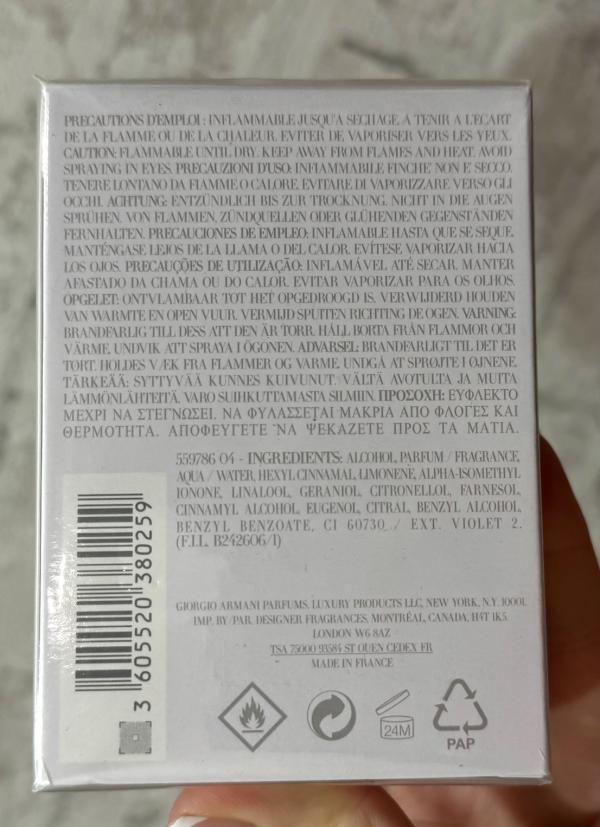 PRECAUTIONS D'EMPLOI : INFLAMMABLE JUSQU'A SECHAGE. A TENIR A L'ECART
DE LA FLAMME OU DE LA CHALEUR. EVITER DE VAPORISER VERS LES YEUX.
CAUTION: FLAMMABLE UNTIL DRY. KEEP AWAY FROM FLAMES AND HEAT. AVOID
SPRAYING IN EYES. PRECAUZIONI D'USO: INFIAMMABILE FINCHE' NON E' SECCO.
TENERE LONTANO DA FIAMME O CALORE. EVITARE DI VAPORIZZARE VERSO GLI
OCCHI. ACHTUNG: ENTZÜNDLICH BIS ZUR TROCKNUNG. NICHT IN DIE AUGEN
SPRÜHEN. VON FLAMMEN, ZÜNDQUELLEN ODER GLÜHENDEN GEGENSTÄNDEN
FERNHALTEN. PRECAUCIONES DE EMPLEO: INFLAMABLE HASTA QUE SE SEQUE.
MANTÉNGASE LEJOS DE LA LLAMA O DEL CALOR. EVÍTESE VAPORIZAR HACIA
LOS OJOS. PRECAUÇÕES DE UTILIZAÇÃO: INFLAMÁVEL ATÉ SECAR. MANTER
AFASTADO DA CHAMA OU DO CALOR. EVITAR VAPORIZAR PARA OS OLHOS.
OPGELET: ONTVLAMBAAR TOT HET OPGEDROOGD IS. VERWIJDERD HOUDEN
VAN WARMTE EN OPEN VUUR. VERMIJD SPUITEN RICHTING DE OGEN. VARNING:
BRANDFARLIG TILL DESS ATT DEN ÄR TORR. HÅLL BORTA FRÅN FLAMMOR OCH
VÄRME. UNDVIK ATT SPRAYA I ÖGONEN. ADVARSEL: BRANDFARLIGT TIL DET ER
TORT. HOLDES VÆK FRA FLAMMER OG VARME. UNDGÅ AT SPRØJTE I ØJNENE.
TÄRKEÄÄ: SYTTYVÄÄ KUNNES KUIVUNUT. VÄLTÄ AVOTULTA JA MUITA
LÄMMÖNLÄHTEITÄ. VARO SUIHKUTTAMASTA SILMIIN. ΠΡΟΣΟΧΗ: ΕΥΦΛΕΚΤΟ
ΜΕΧΡΙ ΝΑ ΣΤΕΓΝΩΣΕΙ. ΝΑ ΦΥΛΑΣΣΕΤΑΙ ΜΑΚΡΙΑ ΑΠΟ ΦΛΟΓΕΣ ΚΑΙ
ΘΕΡΜΟΤΗΤΑ. ΑΠΟΦΕΥΓΕΤΕ ΝΑ ΨΕΚΑΖΕΤΕ ΠΡΟΣ ΤΑ ΜΑΤΙΑ.
559786 04 - INGREDIENTS: ALCOHOL, PARFUM / FRAGRANCE,
AQUA / WATER, HEXYL CINNAMAL, LIMONENE, ALPHA-ISOMETHYL
IONONE, LINALOOL, GERANIOL, CITRONELLOL, FARNESOL,
CINNAMYL ALCOHOL, EUGENOL, CITRAL, BENZYL ALCOHOL,
BENZYL BENZOATE, CI 60730 / EXT. VIOLET 2.
(F.I.L. B242606/1)
GIORGIO ARMANI PARFUMS, LUXURY PRODUCTS LLC, NEW YORK, N.Y. 10001.
IMP. BY/PAR. DESIGNER FRAGRANCES, MONTRÉAL, CANADA, H4T 1K5.
LONDON W6 8AZ
TSA 75000 93584 ST OUEN CEDEX FR
MADE IN FRANCE
3 605520 380259
24M
PAP